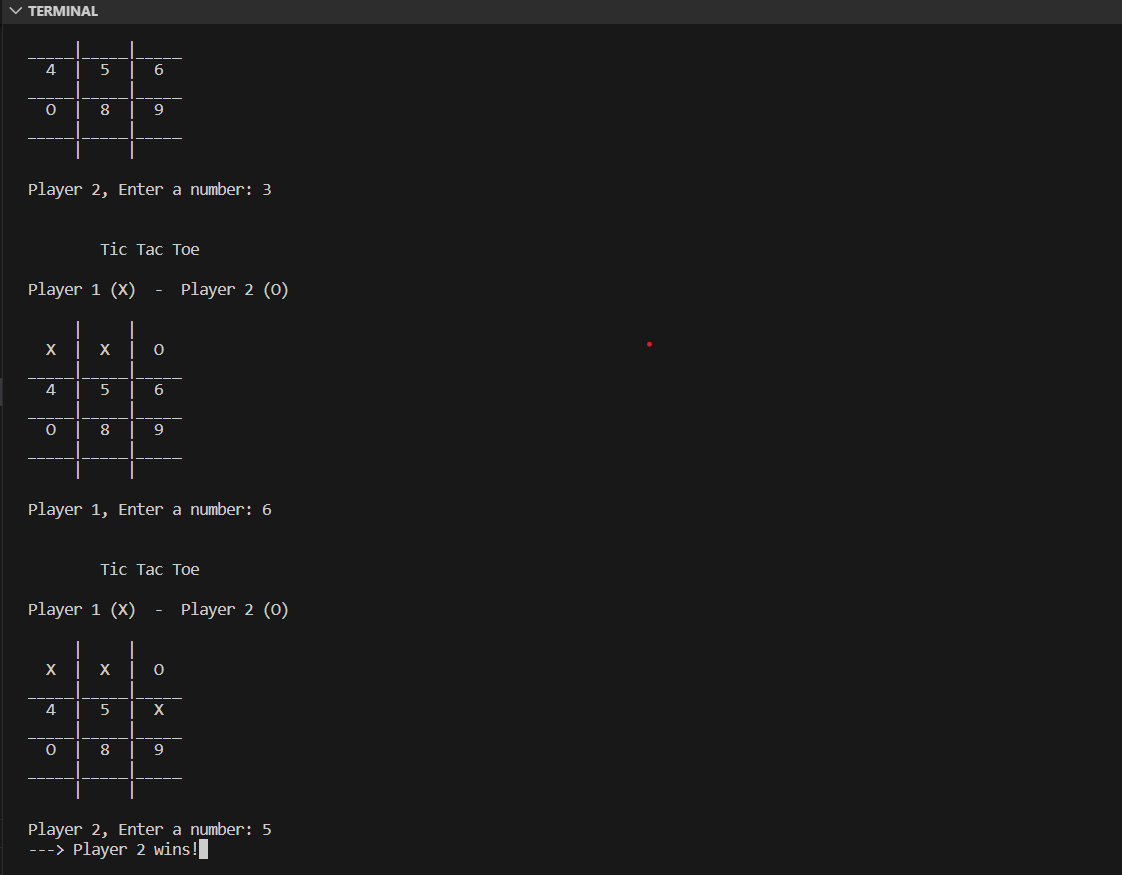 TERMINAL
_____|_____|_____
4 | 5 | 6
_____|_____|_____
O | 8 | 9
_____|_____|_____
| |
Player 2, Enter a number: 3
Tic Tac Toe
Player 1 (X) - Player 2 (O)
| |
X | X | O
_____|_____|_____
4 | 5 | 6
_____|_____|_____
O | 8 | 9
_____|_____|_____
| |
Player 1, Enter a number: 6
Tic Tac Toe
Player 1 (X) - Player 2 (O)
| |
X | X | O
_____|_____|_____
4 | 5 | X
_____|_____|_____
O | 8 | 9
_____|_____|_____
| |
Player 2, Enter a number: 5
---> Player 2 wins!